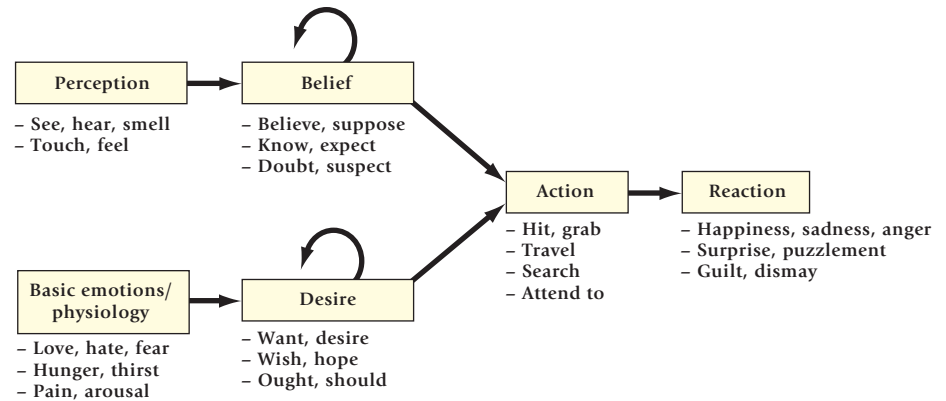 Perception
– See, hear, smell
– Touch, feel
Belief
– Believe, suppose
– Know, expect
– Doubt, suspect
Basic emotions/
physiology
– Love, hate, fear
– Hunger, thirst
– Pain, arousal
Desire
– Want, desire
– Wish, hope
– Ought, should
Action
– Hit, grab
– Travel
– Search
– Attend to
Reaction
– Happiness, sadness, anger
– Surprise, puzzlement
– Guilt, dismay